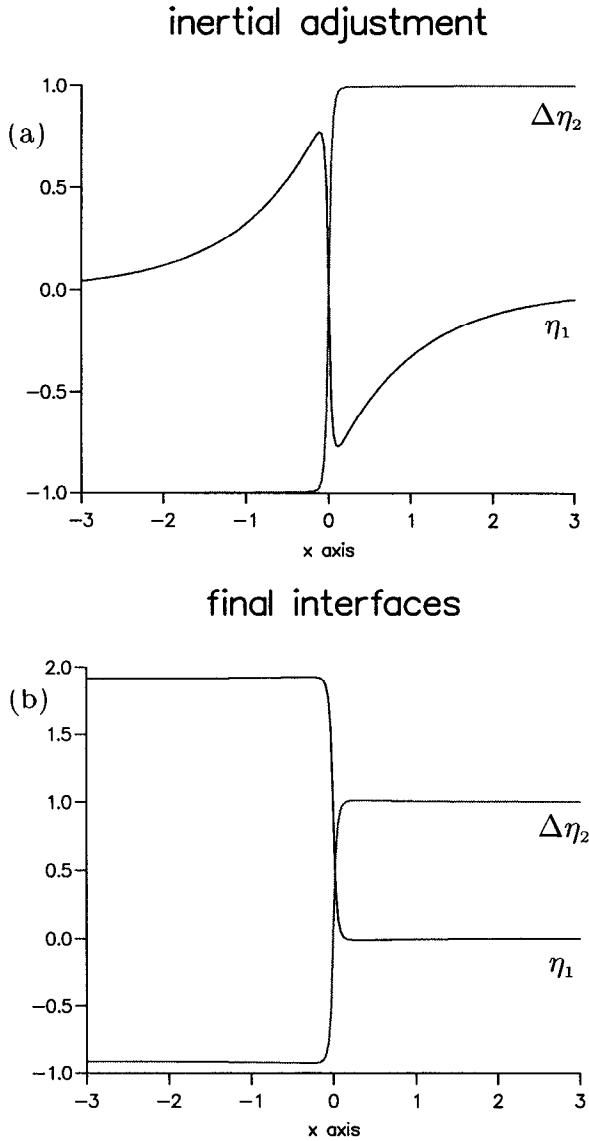 inertial adjustment
(a)
1.0
0.5
0.0
−0.5
−1.0
Δη₂
η₁
−3 −2 −1 0 1 2 3
x axis
final interfaces
(b)
2.0
1.5
1.0
0.5
0.0
−0.5
−1.0
Δη₂
η₁
−3 −2 −1 0 1 2 3
x axis